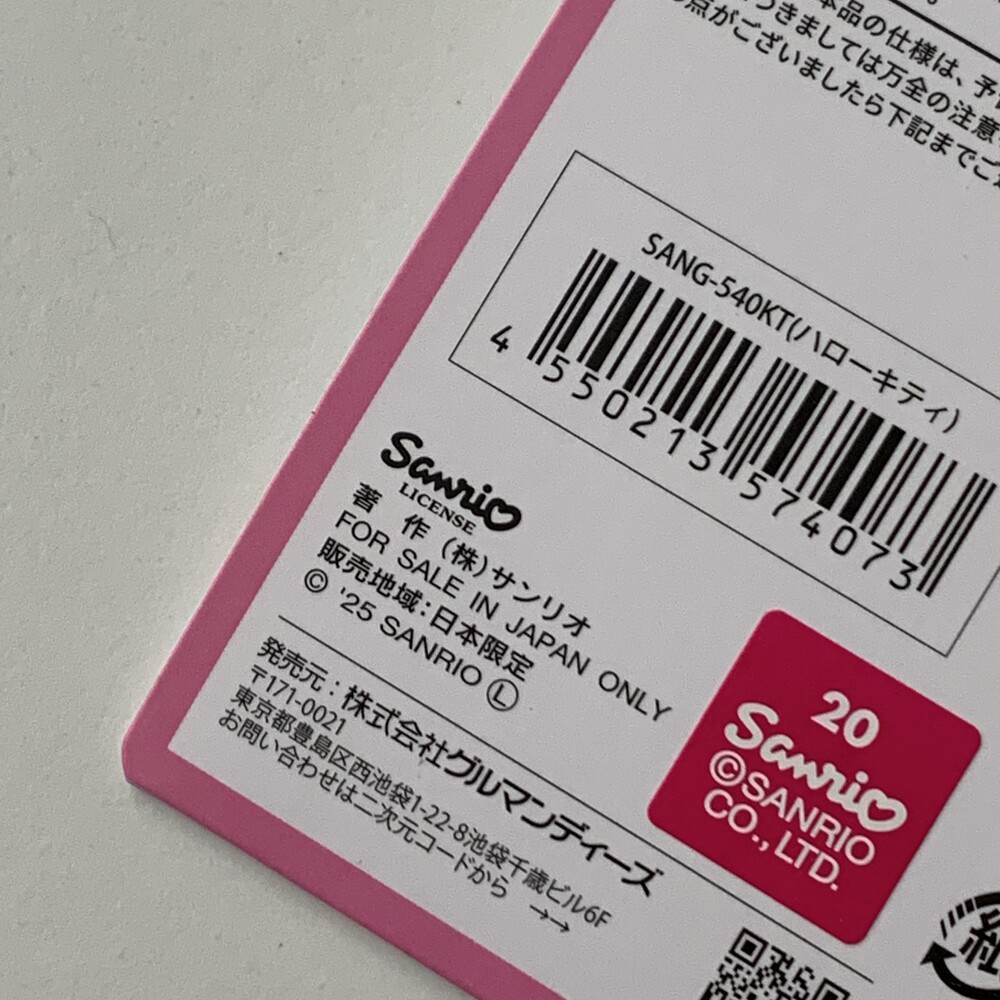 本品の仕様は、予
つきましては万全の注意
点がございましたら下記までご
SANG-540KT(ハローキティ)
4 550213 574073
Sanrio
LICENSE
著 作 (株)サンリオ
FOR SALE IN JAPAN ONLY
販売地域:日本限定
© '25 SANRIO Ⓛ
発売元:株式会社グルマンディーズ
〒171-0021
東京都豊島区西池袋1-22-8池袋千歳ビル6F
お問い合わせは二次元コードから →→
20
Sanrio
©SANRIO
CO., LTD.
紙